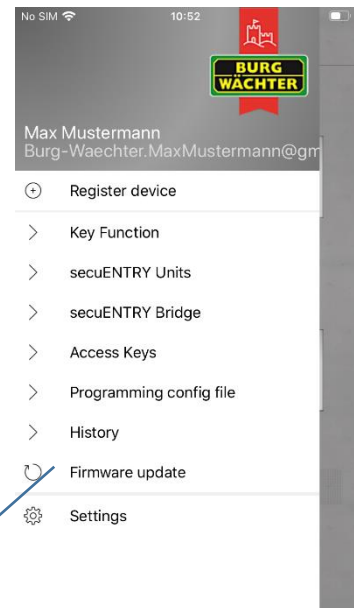 No SIM 10:52
BURG
WÄCHTER
Max Mustermann
Burg-Waechter.MaxMustermann@gm
Register device
Key Function
secuENTRY Units
secuENTRY Bridge
Access Keys
Programming config file
History
Firmware update
Settings